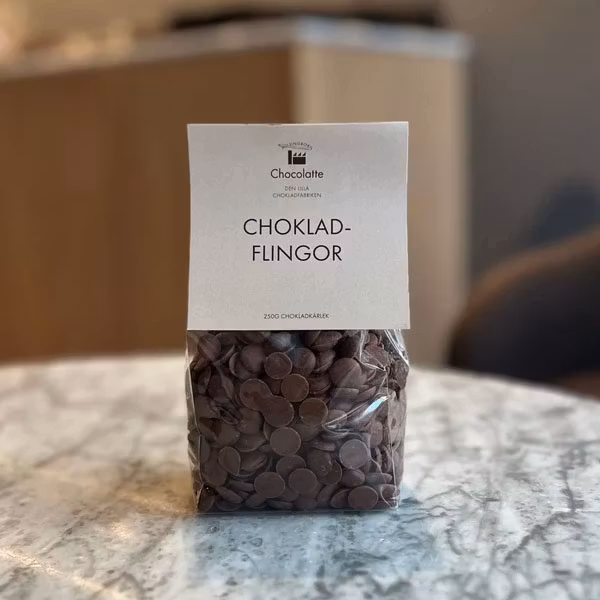 Chocolatte
DEN LILLA
CHOKLADFABRIKEN
CHOKLAD-
FLINGOR
250G CHOKLADKÄRLEK